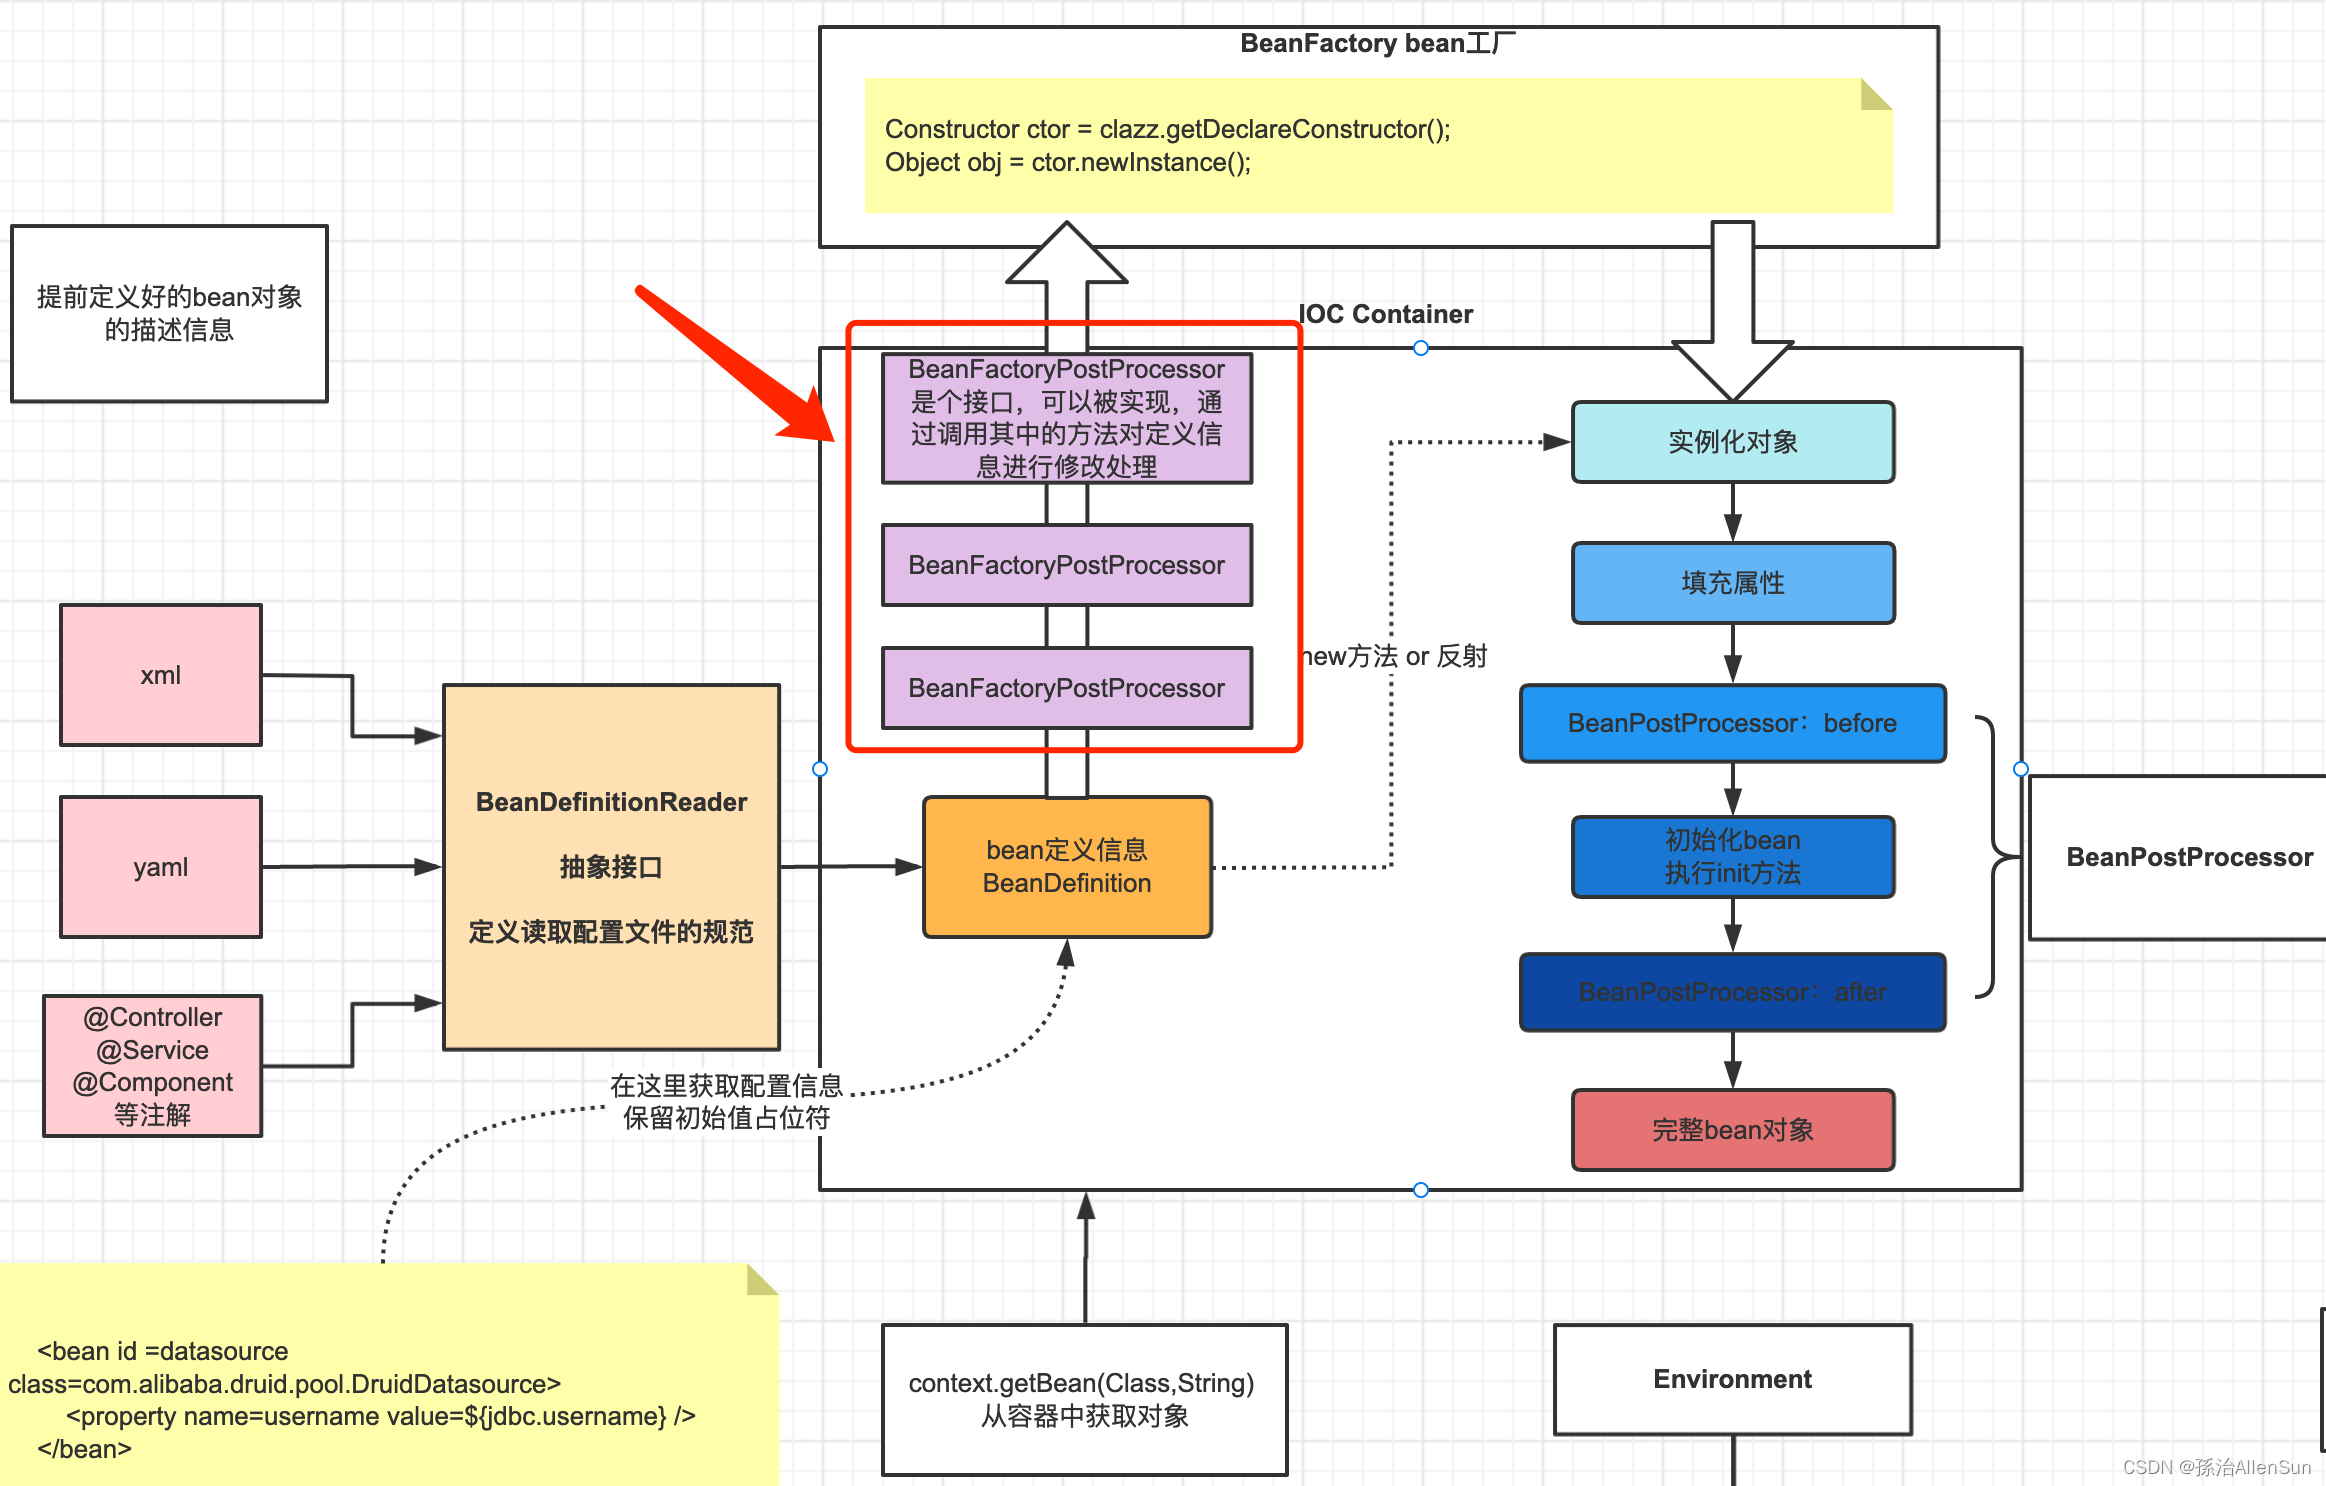 BeanFactory bean工厂
Constructor ctor = clazz.getDeclareConstructor();
Object obj = ctor.newInstance();
提前定义好的bean对象
的描述信息
IOC Container
BeanFactoryPostProcessor
是个接口，可以被实现，通
过调用其中的方法对定义信
息进行修改处理
BeanFactoryPostProcessor
BeanFactoryPostProcessor
实例化对象
填充属性
new方法 or 反射
BeanPostProcessor：before
初始化bean
执行init方法
BeanPostProcessor：after
完整bean对象
BeanPostProcessor
xml
yaml
@Controller
@Service
@Component
等注解
BeanDefinitionReader
抽象接口
定义读取配置文件的规范
bean定义信息
BeanDefinition
在这里获取配置信息
保留初始值占位符
<bean id =datasource
class=com.alibaba.druid.pool.DruidDatasource>
<property name=username value=${jdbc.username} />
</bean>
context.getBean(Class,String)
从容器中获取对象
Environment
CSDN @孫治AllenSun